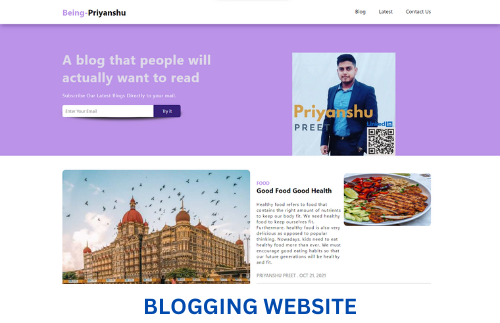 Being-Priyanshu
Blog Latest Contact Us
A blog that people will
actually want to read
Subscribe Our Latest Blogs Directly to your mail.
Enter Your Email Try it
Priyanshu
PREET
LinkedIn
FOOD
Good Food Good Health
Healthy food refers to food that
contains the right amount of nutrients
to keep our body fit. We need healthy
food to keep ourselves fit.
Furthermore, healthy food is also very
delicious as opposed to popular
thinking. Nowadays, kids need to eat
healthy food more than ever. We must
encourage good eating habits so that
our future generations will be healthy
and fit.
PRIYANSHU PREET . OCT 31, 2021
BLOGGING WEBSITE